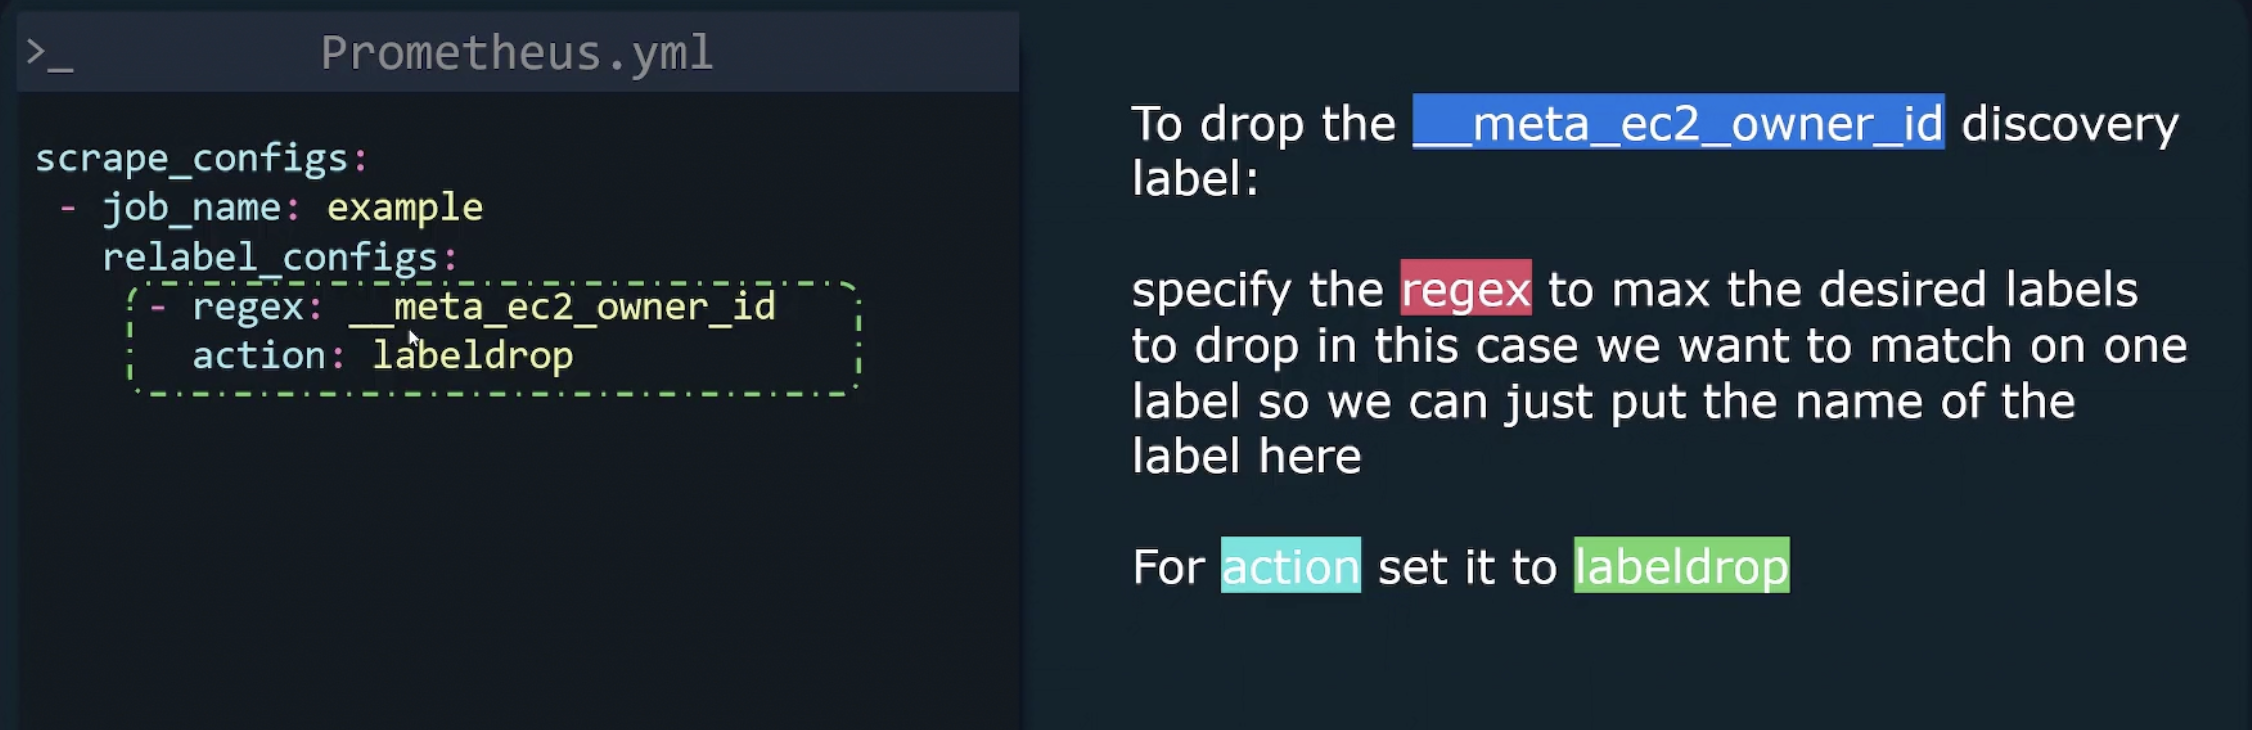 >_ Prometheus.yml
scrape_configs:
- job_name: example
relabel_configs:
- regex: __meta_ec2_owner_id
action: labeldrop
To drop the __meta_ec2_owner_id discovery
label:
specify the regex to max the desired labels
to drop in this case we want to match on one
label so we can just put the name of the
label here
For action set it to labeldrop